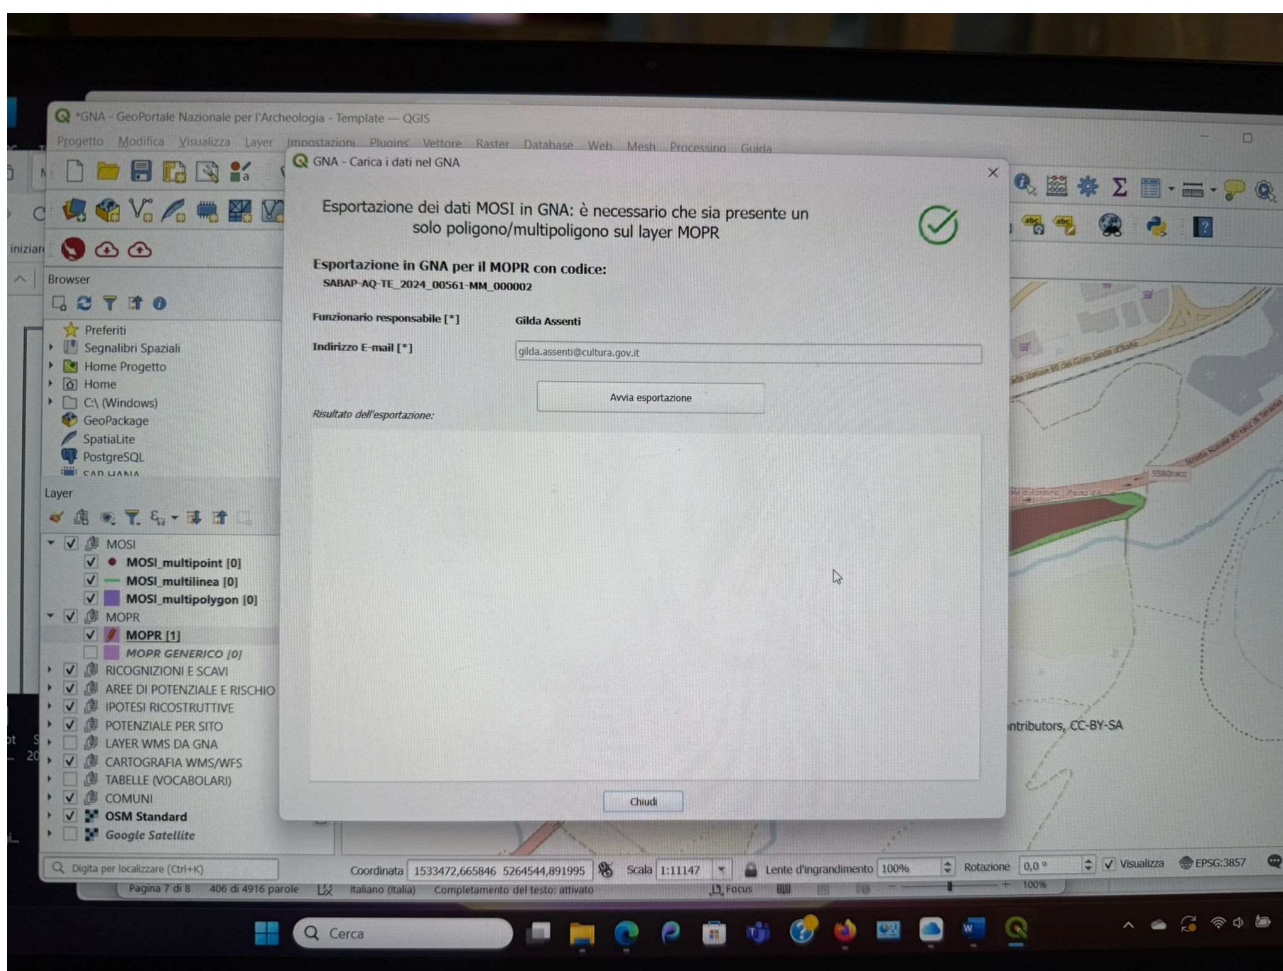 *GNA - GeoPortale Nazionale per l'Archeologia - Template — QGIS
Progetto Modifica Visualizza Layer Impostazioni Plugins Vettore Raster Database Web Mesh Processing Guida
GNA - Carica i dati nel GNA
Esportazione dei dati MOSI in GNA: è necessario che sia presente un
solo poligono/multipoligono sul layer MOPR
Esportazione in GNA per il MOPR con codice:
SABAP-AQ-TE_2024_00561-MM_000002
Funzionario responsabile [*] Gilda Assenti
Indirizzo E-mail [*] gilda.assenti@cultura.gov.it
Avvia esportazione
Risultato dell'esportazione:
Chiudi
Browser
Preferiti
Segnalibri Spaziali
Home Progetto
Home
C:\ (Windows)
GeoPackage
SpatiaLite
PostgreSQL
SAP HANA
Layer
MOSI
MOSI_multipoint [0]
MOSI_multilinea [0]
MOSI_multipolygon [0]
MOPR
MOPR [1]
MOPR GENERICO [0]
RICOGNIZIONI E SCAVI
AREE DI POTENZIALE E RISCHIO
IPOTESI RICOSTRUTTIVE
POTENZIALE PER SITO
LAYER WMS DA GNA
CARTOGRAFIA WMS/WFS
TABELLE (VOCABOLARI)
COMUNI
OSM Standard
Google Satellite
ntributors, CC-BY-SA
Digita per localizzare (Ctrl+K)
Coordinata 1533472,665846 5264544,891995 Scala 1:11147 Lente d'ingrandimento 100% Rotazione 0,0 ° Visualizza EPSG:3857
Pagina 7 di 8 406 di 4916 parole Italiano (Italia) Completamento del testo: attivato Focus 100%
Cerca